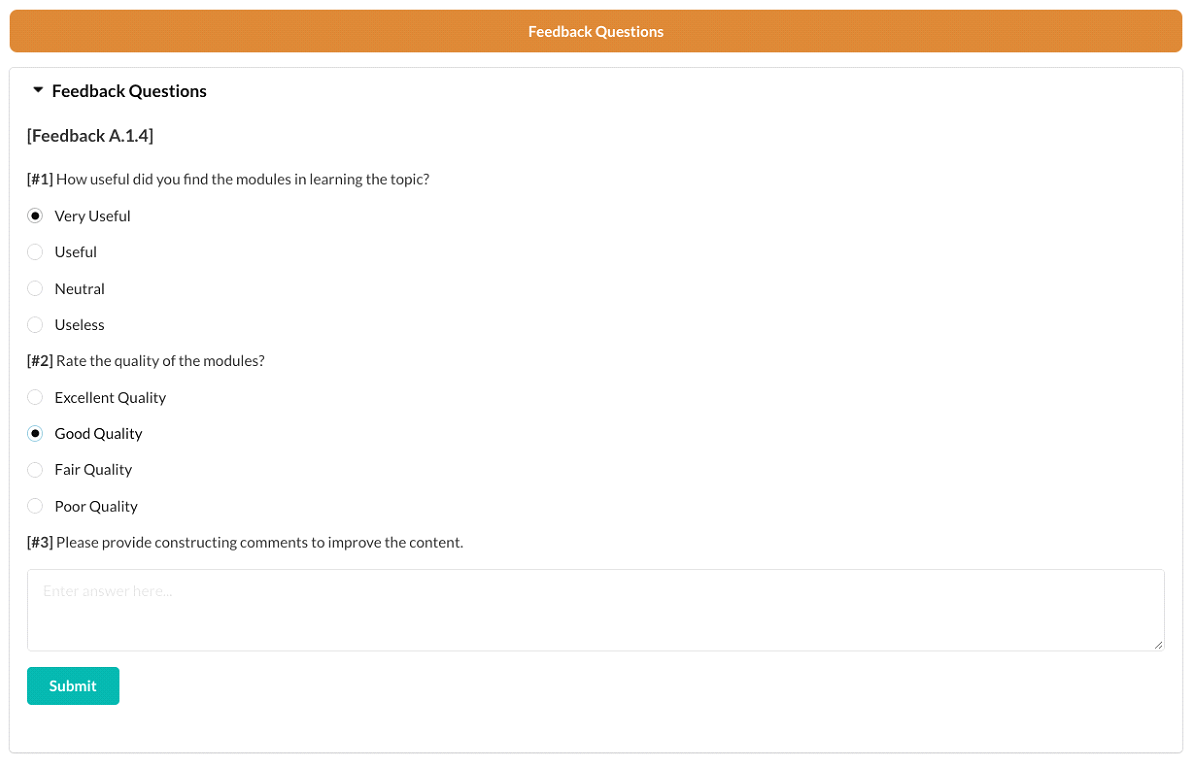 Feedback Questions
Feedback Questions
[Feedback A.1.4]
[#1] How useful did you find the modules in learning the topic?
Very Useful
Useful
Neutral
Useless
[#2] Rate the quality of the modules?
Excellent Quality
Good Quality
Fair Quality
Poor Quality
[#3] Please provide constructing comments to improve the content.
Enter answer here...
Submit